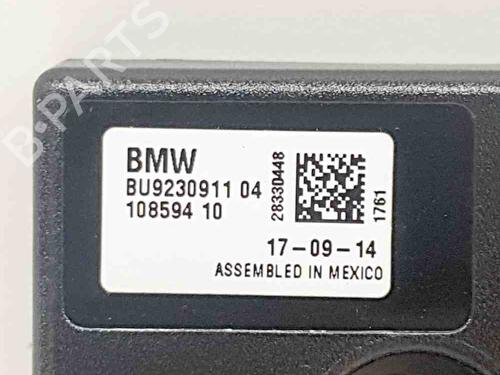 B-PARTS
BMW
BU9230911 04
108594 10
28330448
1761
17-09-14
ASSEMBLED IN MEXICO